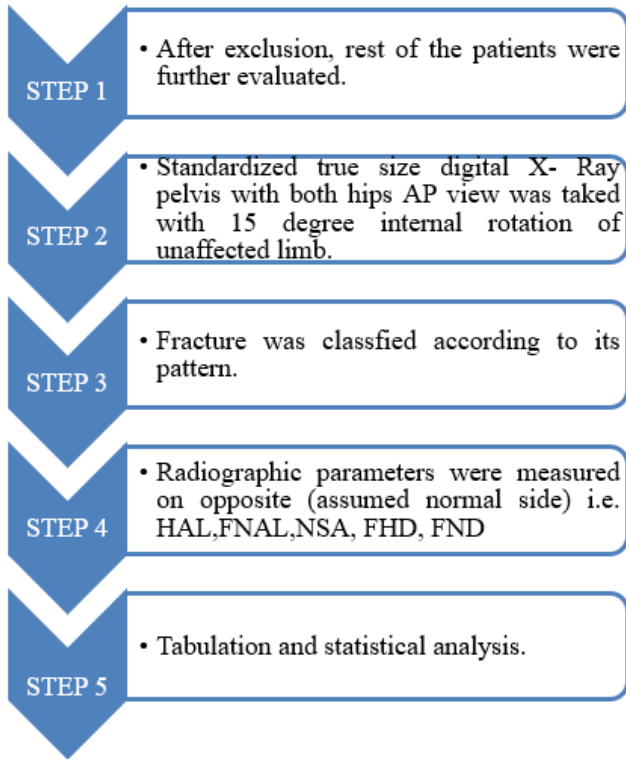 STEP 1
• After exclusion, rest of the patients were
further evaluated.
STEP 2
• Standardized true size digital X- Ray
pelvis with both hips AP view was taked
with 15 degree internal rotation of
unaffected limb.
STEP 3
• Fracture was classfied according to its
pattern.
STEP 4
• Radiographic parameters were measured
on opposite (assumed normal side) i.e.
HAL,FNAL,NSA, FHD, FND
STEP 5
• Tabulation and statistical analysis.